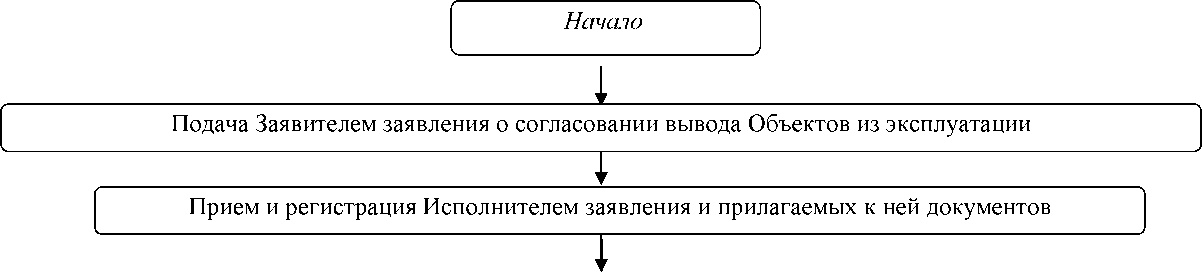 Начало
Подача Заявителем заявления о согласовании вывода Объектов из эксплуатации
Прием и регистрация Исполнителем заявления и прилагаемых к ней документов